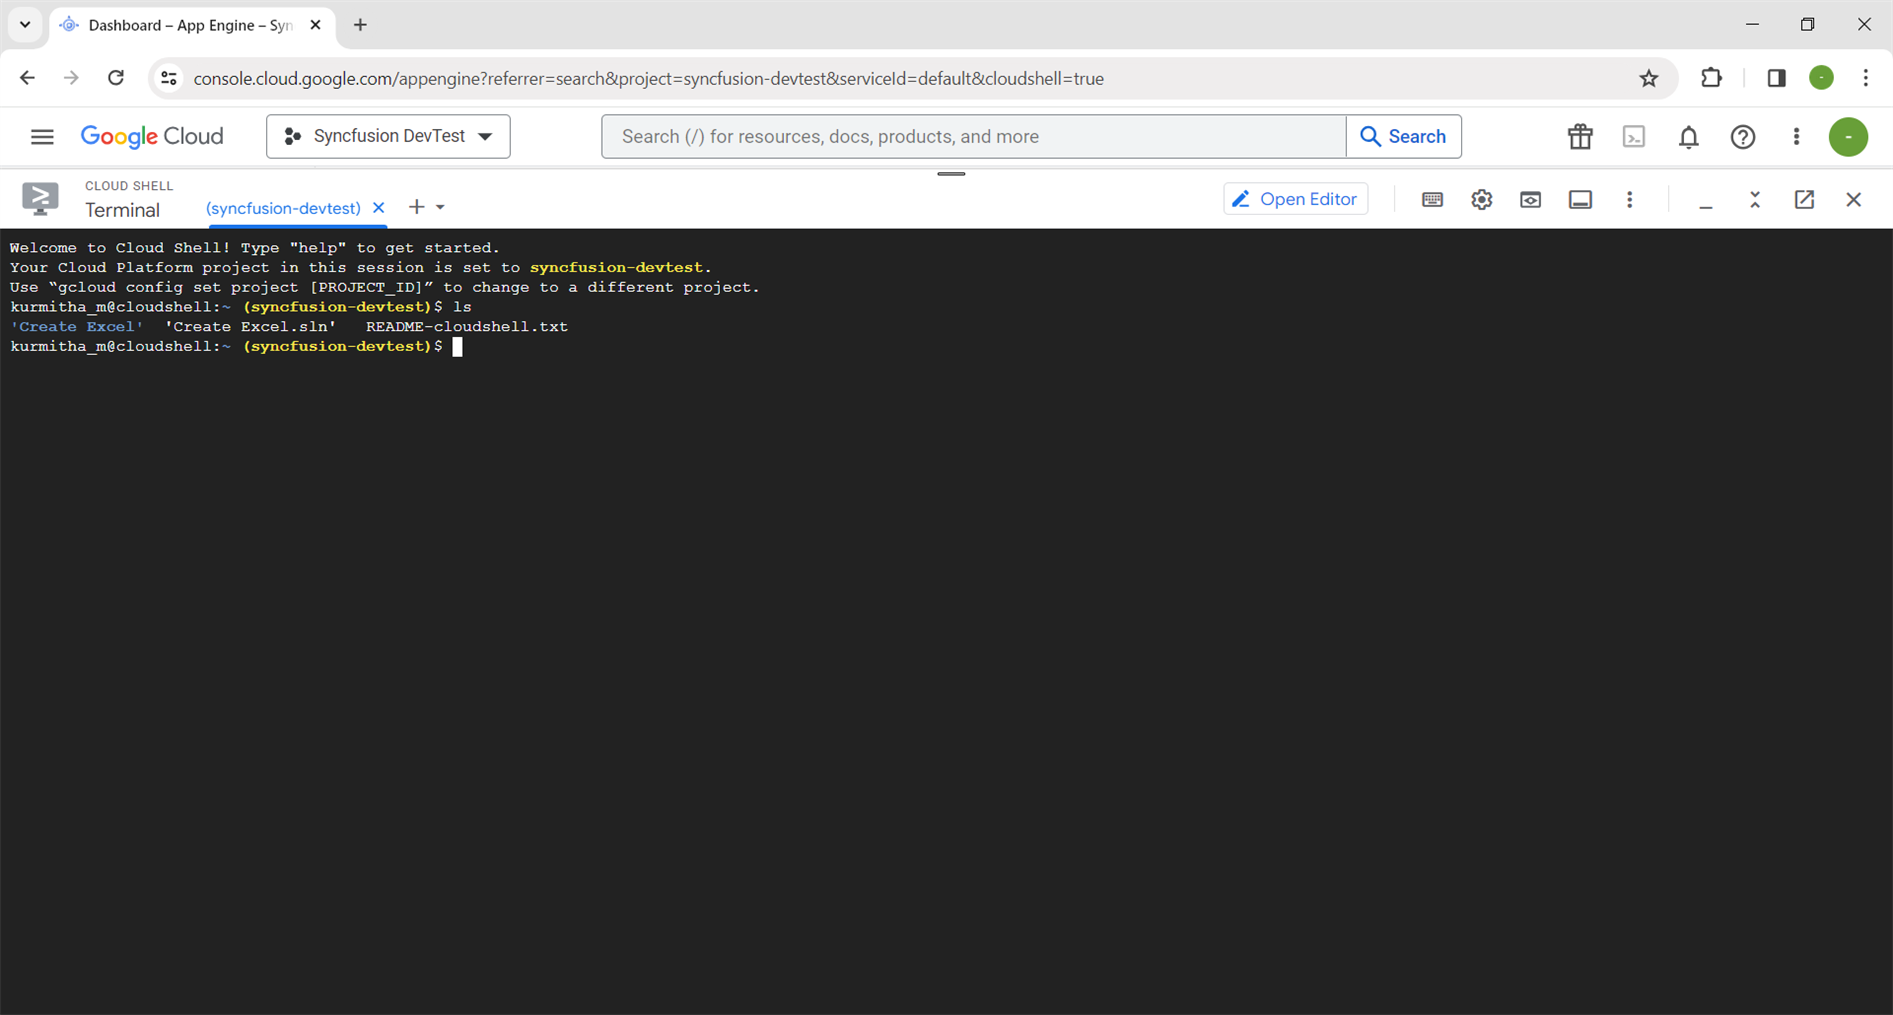 Dashboard – App Engine – Syn
console.cloud.google.com/appengine?referrer=search&project=syncfusion-devtest&serviceId=default&cloudshell=true
Google Cloud
Syncfusion DevTest
Search (/) for resources, docs, products, and more
Search
CLOUD SHELL
Terminal
(syncfusion-devtest)
Open Editor
Welcome to Cloud Shell! Type "help" to get started.
Your Cloud Platform project in this session is set to syncfusion-devtest.
Use “gcloud config set project [PROJECT_ID]” to change to a different project.
kurmitha_m@cloudshell:~ (syncfusion-devtest)$ ls
'Create Excel'  'Create Excel.sln'   README-cloudshell.txt
kurmitha_m@cloudshell:~ (syncfusion-devtest)$